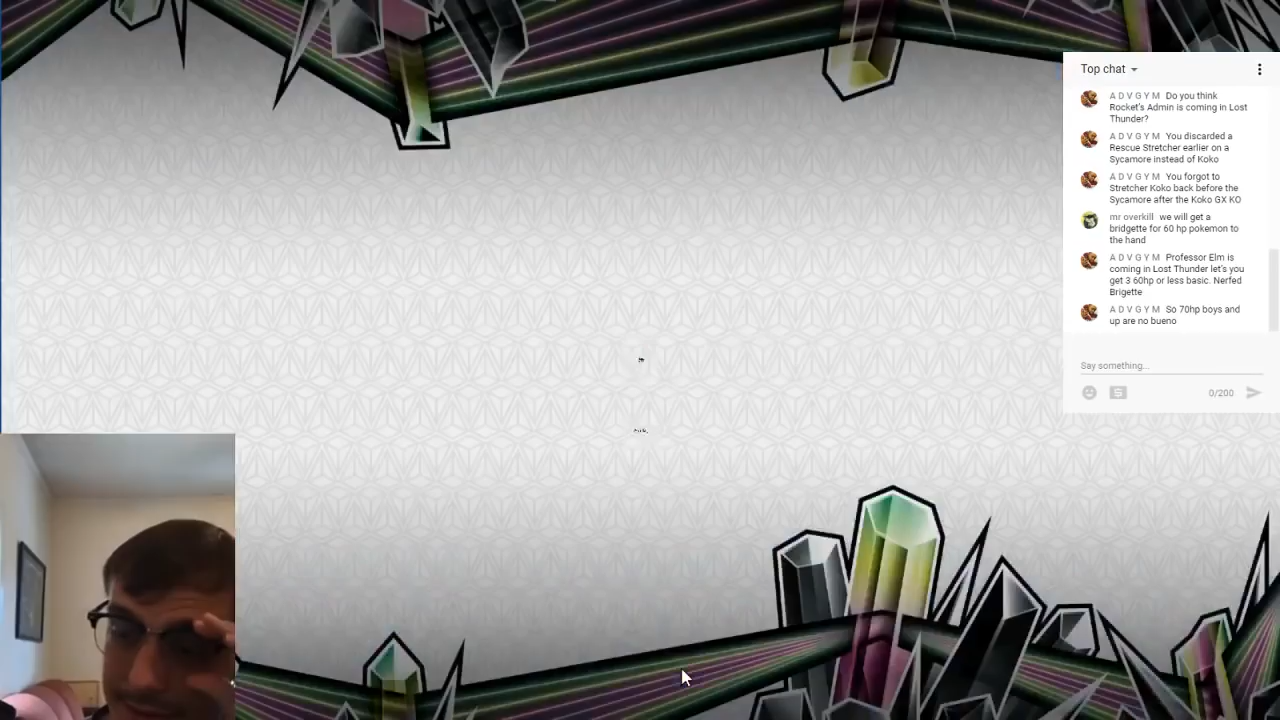 Top chat
A D V G Y M Do you think
Rocket's Admin is coming in Lost
Thunder?
A D V G Y M You discarded a
Rescue Stretcher earlier on a
Sycamore instead of Koko
A D V G Y M You forgot to
Stretcher Koko back before the
Sycamore after the Koko GX KO
mr overkill we will get a
bridgette for 60 hp pokemon to
the hand
A D V G Y M Professor Elm is
coming in Lost Thunder let's you
get 3 60hp or less basic. Nerfed
Brigette
A D V G Y M So 70hp boys and
up are no bueno
Say something...
0/200